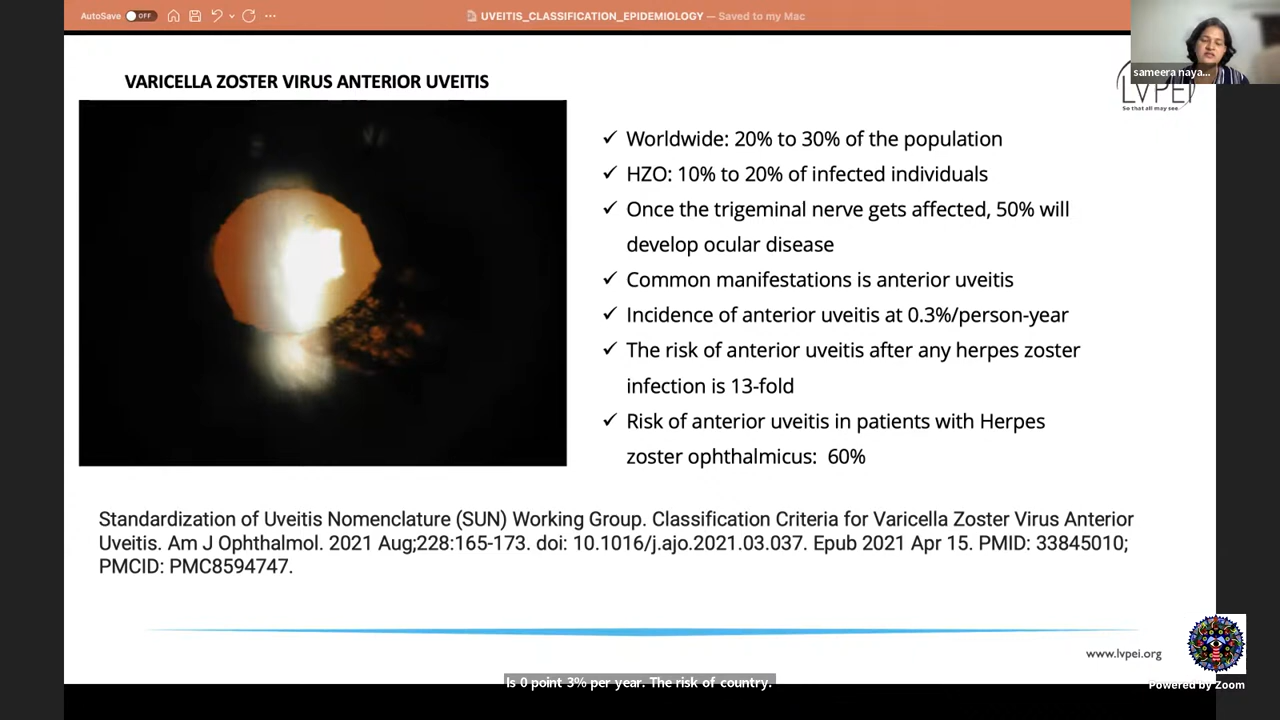 AutoSave OFF
UVEITIS_CLASSIFICATION_EPIDEMIOLOGY — Saved to my Mac
sameera naya...
LVPEI
So that all may see
VARICELLA ZOSTER VIRUS ANTERIOR UVEITIS
✓ Worldwide: 20% to 30% of the population
✓ HZO: 10% to 20% of infected individuals
✓ Once the trigeminal nerve gets affected, 50% will
develop ocular disease
✓ Common manifestations is anterior uveitis
✓ Incidence of anterior uveitis at 0.3%/person-year
✓ The risk of anterior uveitis after any herpes zoster
infection is 13-fold
✓ Risk of anterior uveitis in patients with Herpes
zoster ophthalmicus: 60%
Standardization of Uveitis Nomenclature (SUN) Working Group. Classification Criteria for Varicella Zoster Virus Anterior
Uveitis. Am J Ophthalmol. 2021 Aug;228:165-173. doi: 10.1016/j.ajo.2021.03.037. Epub 2021 Apr 15. PMID: 33845010;
PMCID: PMC8594747.
www.lvpei.org
Is 0 point 3% per year. The risk of country.
Powered by Zoom